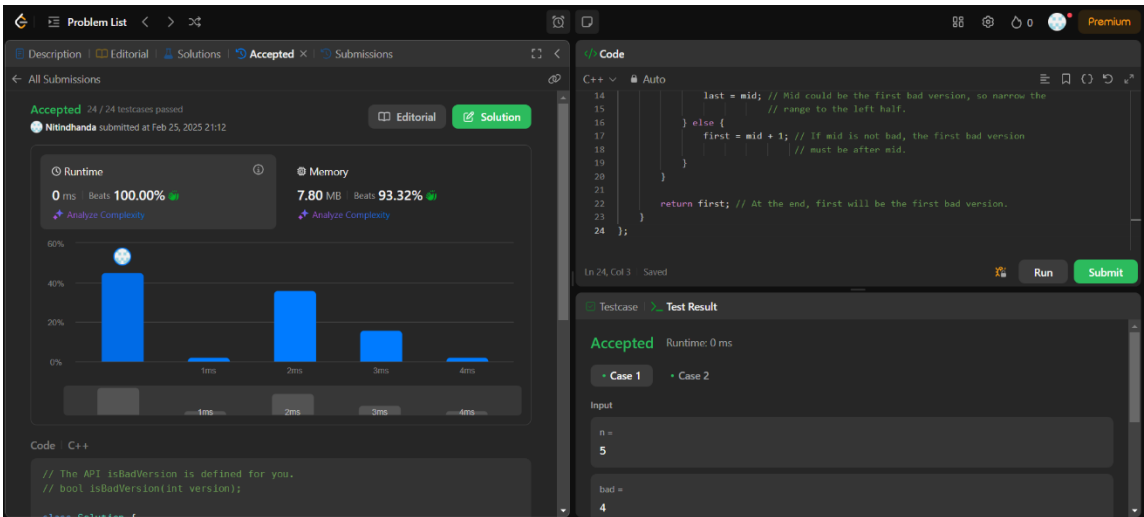 Problem List
0
Premium
Description
Editorial
Solutions
Accepted
Submissions
All Submissions
Accepted 24 / 24 testcases passed
Nitindhanda submitted at Feb 25, 2025 21:12
Editorial
Solution
Runtime
0 ms Beats 100.00%
Analyze Complexity
Memory
7.80 MB Beats 93.32%
Analyze Complexity
60%
40%
20%
0%
1ms 2ms 3ms 4ms
1ms 2ms 3ms 4ms
Code C++
// The API isBadVersion is defined for you.
// bool isBadVersion(int version);
class Solution {
</> Code
C++ Auto
14 last = mid; // Mid could be the first bad version, so narrow the
15 // range to the left half.
16 } else {
17 first = mid + 1; // If mid is not bad, the first bad version
18 // must be after mid.
19 }
20 }
21
22 return first; // At the end, first will be the first bad version.
23 }
24 };
Ln 24, Col 3 Saved
Run
Submit
Testcase
>_ Test Result
Accepted Runtime: 0 ms
• Case 1 • Case 2
Input
n =
5
bad =
4